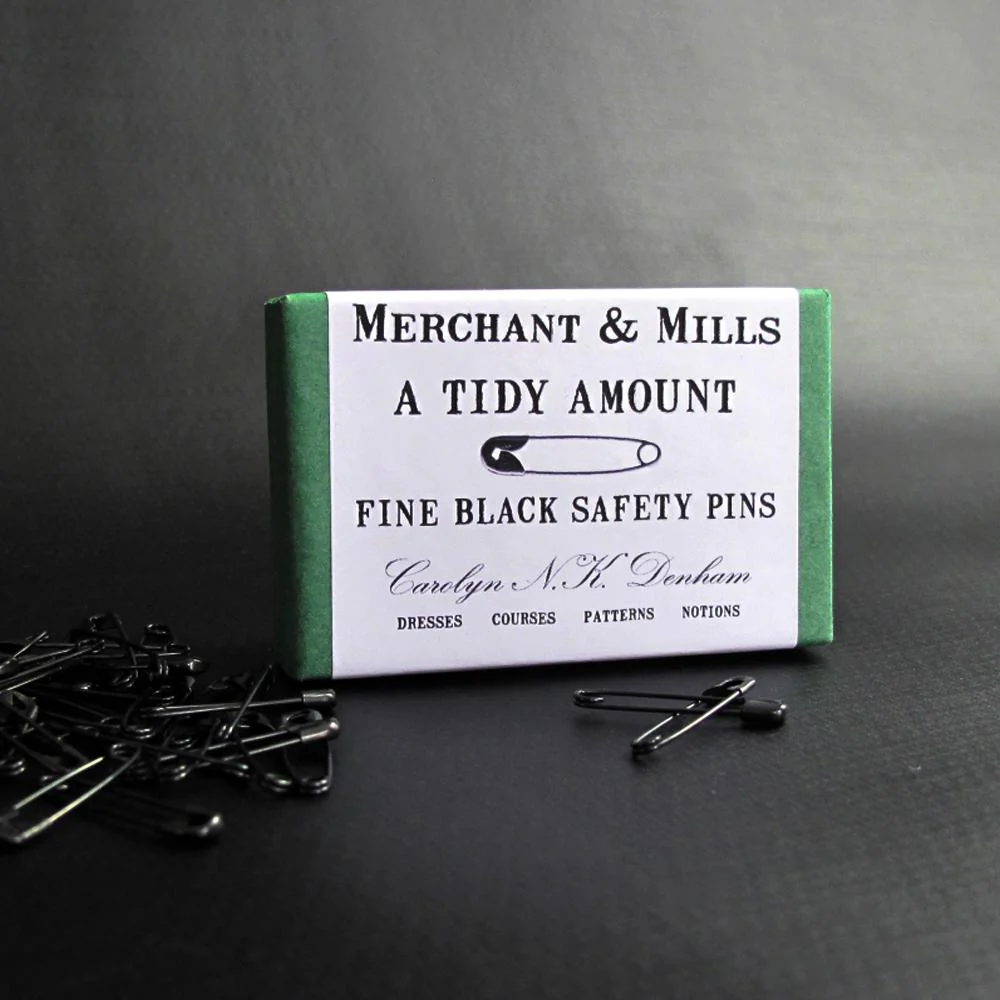 MERCHANT & MILLS
A TIDY AMOUNT
FINE BLACK SAFETY PINS
Carolyn N.K. Denham
DRESSES COURSES PATTERNS NOTIONS